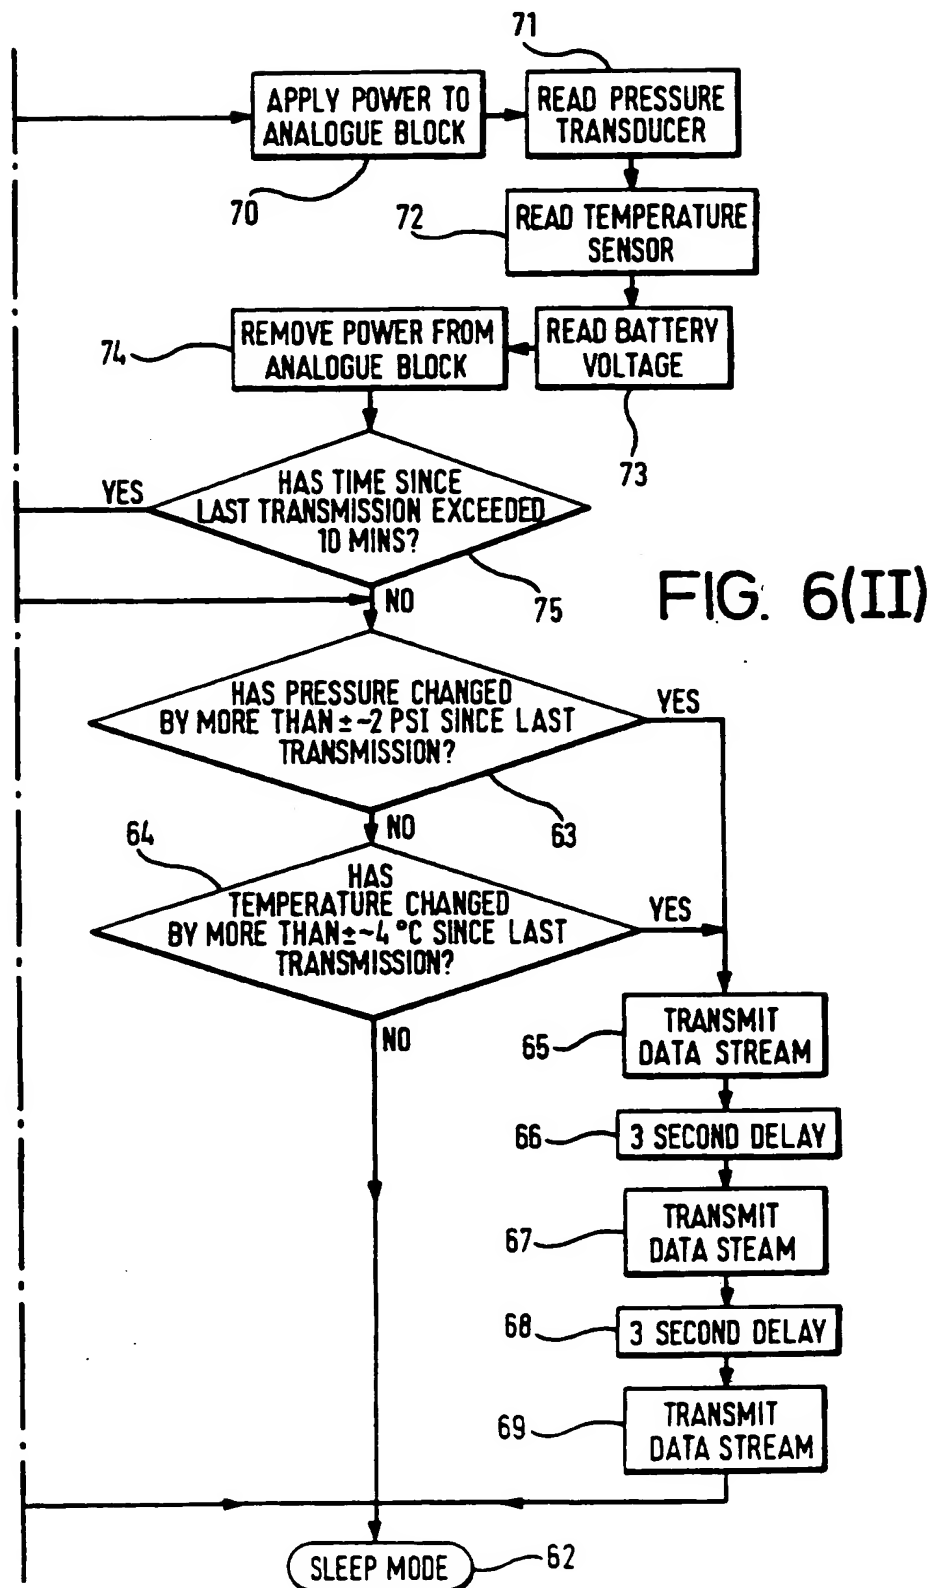 71
APPLY POWER TO
ANALOGUE BLOCK
READ PRESSURE
TRANSDUCER
70
72
READ TEMPERATURE
SENSOR
74
REMOVE POWER FROM
ANALOGUE BLOCK
READ BATTERY
VOLTAGE
73
YES
HAS TIME SINCE
LAST TRANSMISSION EXCEEDED
10 MINS?
75
NO
FIG. 6(II)
HAS PRESSURE CHANGED
BY MORE THAN ±~2 PSI SINCE LAST
TRANSMISSION?
YES
63
NO
64
HAS
TEMPERATURE CHANGED
BY MORE THAN ±~4 °C SINCE LAST
TRANSMISSION?
YES
NO
65
TRANSMIT
DATA STREAM
66
3 SECOND DELAY
67
TRANSMIT
DATA STEAM
68
3 SECOND DELAY
69
TRANSMIT
DATA STREAM
SLEEP MODE
62